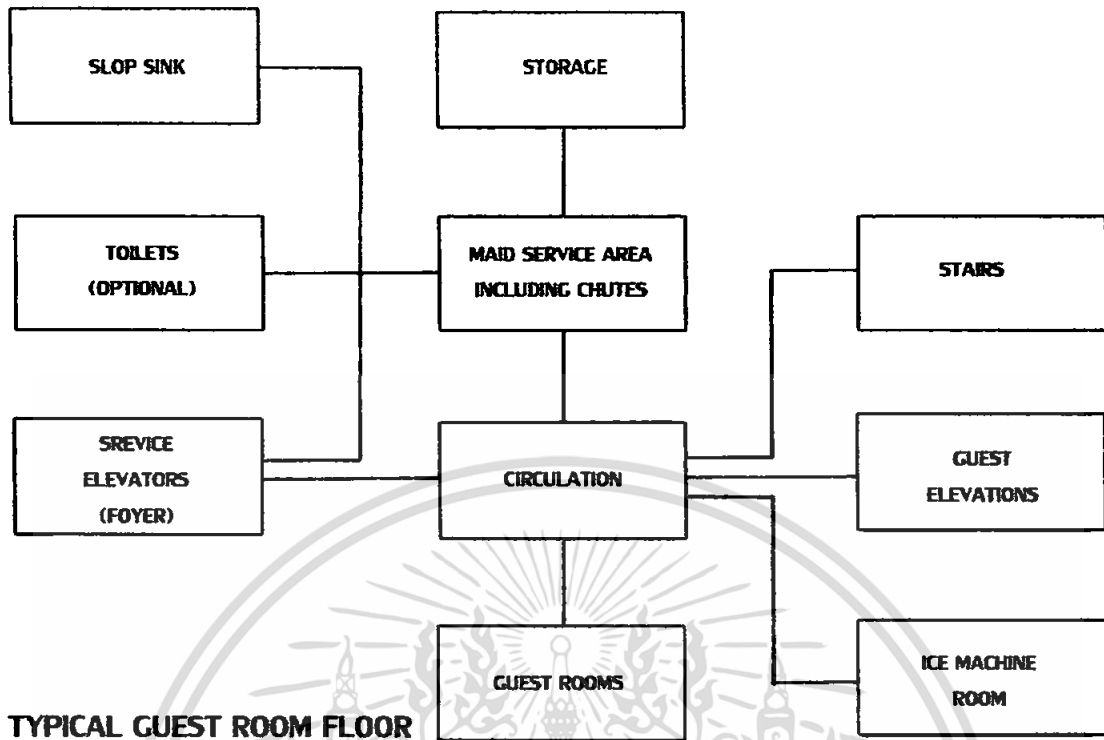 SLOP SINK
STORAGE
TOILETS
(OPTIONAL)
MAID SERVICE AREA
INCLUDING CHUTES
STAIRS
SREVICE
ELEVATORS
(FOYER)
CIRCULATION
GUEST
ELEVATIONS
GUEST ROOMS
ICE MACHINE
ROOM
TYPICAL GUEST ROOM FLOOR